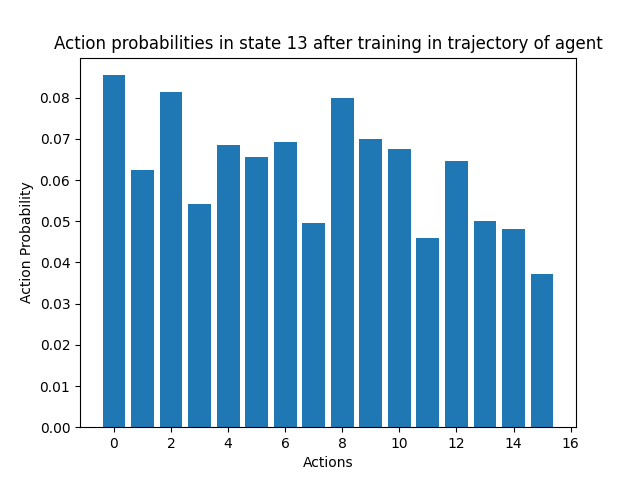 Action probabilities in state 13 after training in trajectory of agent
0.08
0.07
0.06
0.05
0.04
0.03
0.02
0.01
0.00
Action Probability
0 2 4 6 8 10 12 14 16
Actions